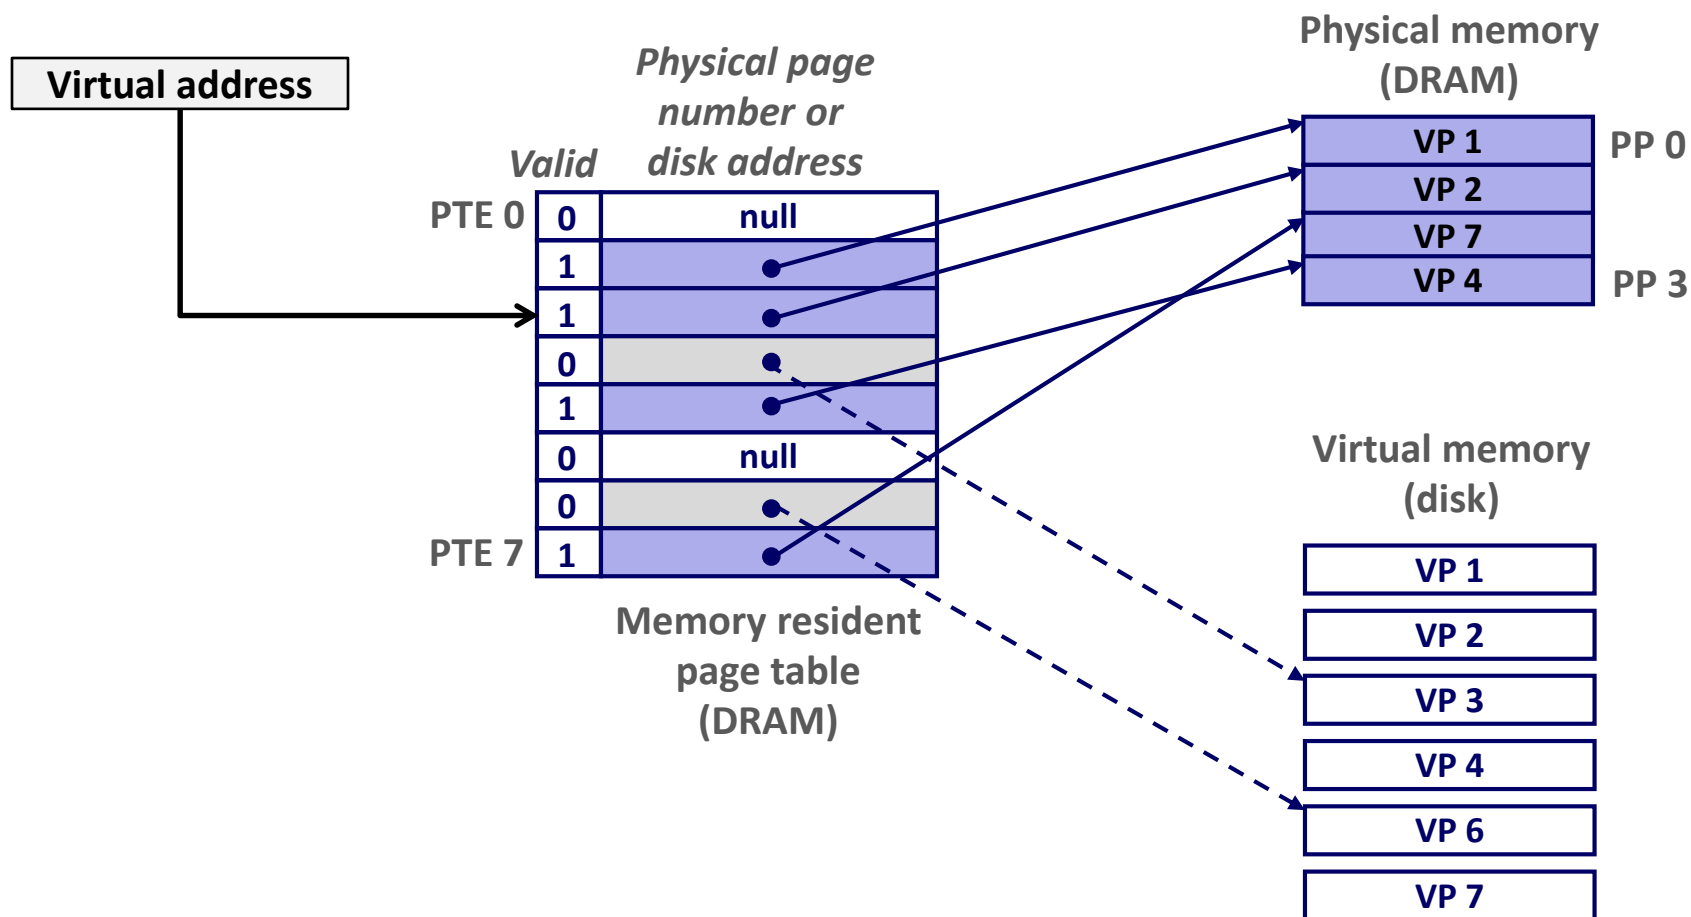 Virtual address
Physical page
number or
disk address
Valid
PTE 0
0
null
1
1
0
1
0
null
0
PTE 7
1
Memory resident
page table
(DRAM)
Physical memory
(DRAM)
VP 1
PP 0
VP 2
VP 7
VP 4
PP 3
Virtual memory
(disk)
VP 1
VP 2
VP 3
VP 4
VP 6
VP 7